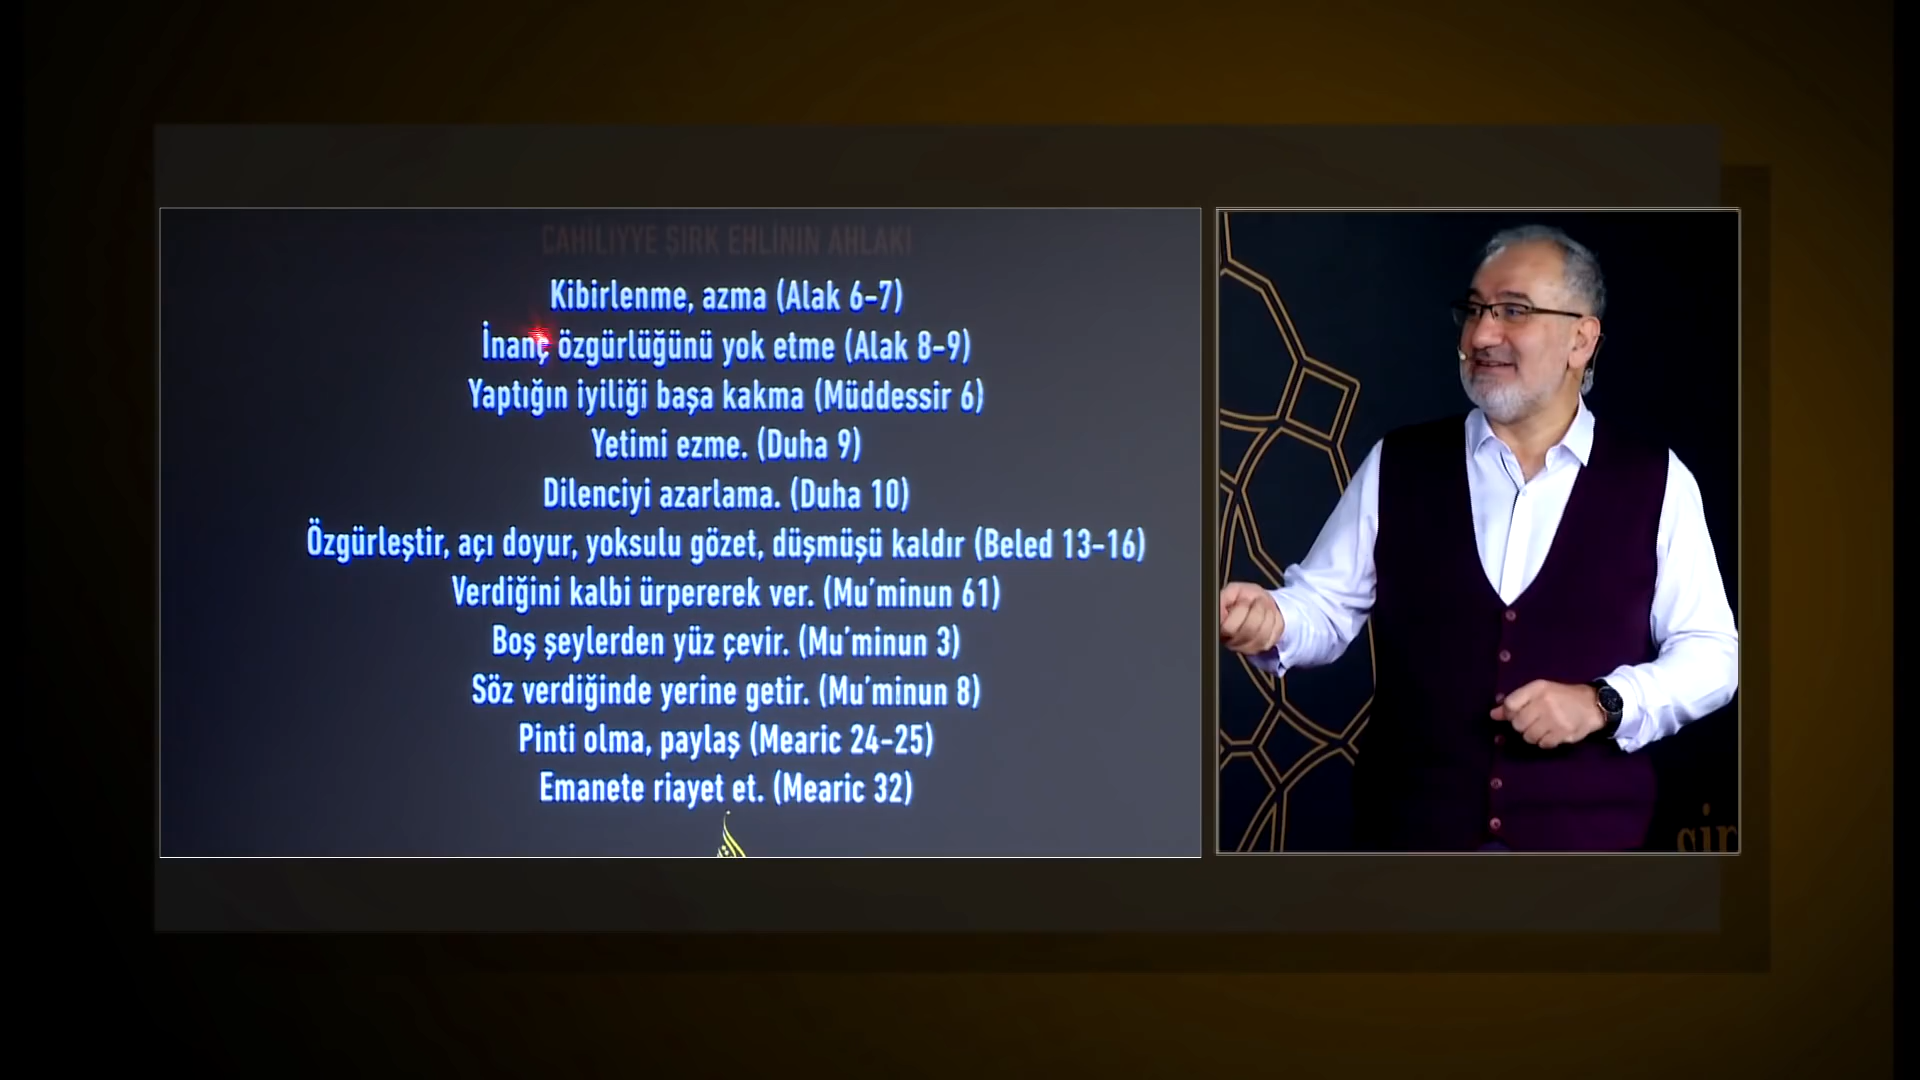 CAHİLİYYE ŞİRK EHLİNİN AHLAKI
Kibirlenme, azma (Alak 6-7)
İnanç özgürlüğünü yok etme (Alak 8-9)
Yaptığın iyiliği başa kakma (Müddessir 6)
Yetimi ezme. (Duha 9)
Dilenciyi azarlama. (Duha 10)
Özgürleştir, açı doyur, yoksulu gözet, düşmüşü kaldır (Beled 13-16)
Verdiğini kalbi ürpererek ver. (Mu'minun 61)
Boş şeylerden yüz çevir. (Mu'minun 3)
Söz verdiğinde yerine getir. (Mu'minun 8)
Pinti olma, paylaş (Mearic 24-25)
Emanete riayet et. (Mearic 32)